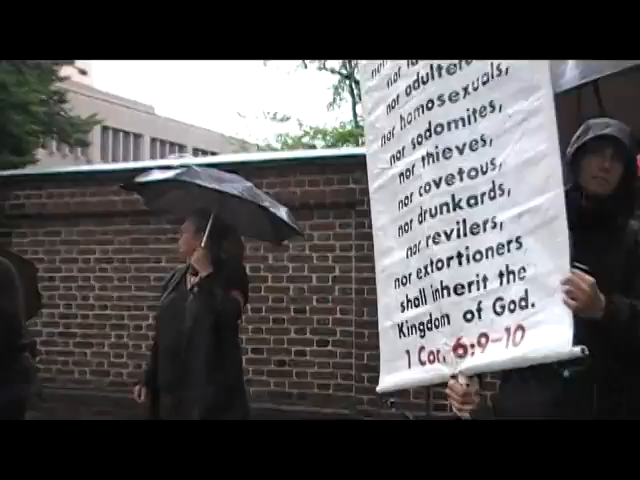 nor adulterers,
nor homosexuals,
nor sodomites,
nor thieves,
nor covetous,
nor drunkards,
nor revilers,
nor extortioners
shall inherit the
Kingdom of God.
1 Cor. 6:9-10